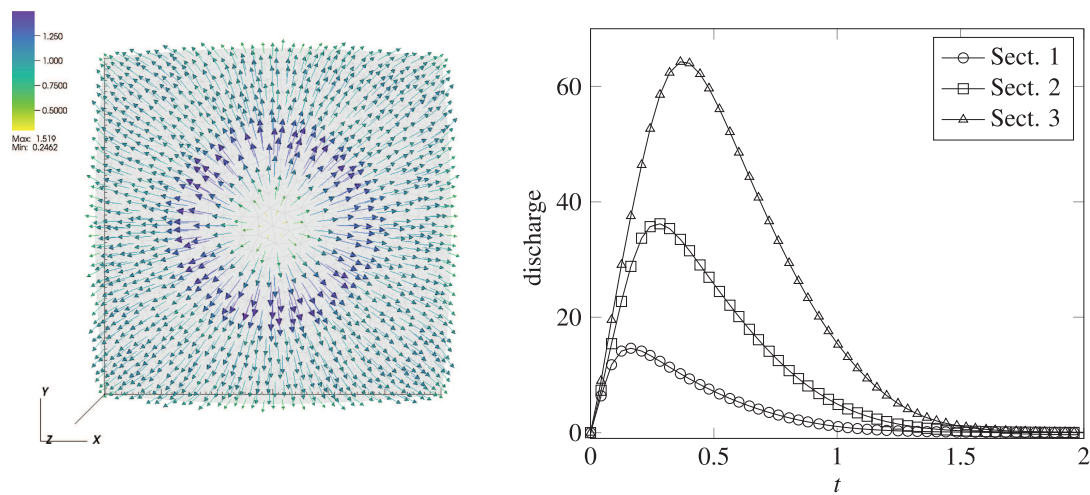 1.250
1.000
0.7500
0.5000
Max: 1.519
Min: 0.2462
Y
Z X
60
40
20
0
discharge
0 0.5 1 1.5 2
t
Sect. 1
Sect. 2
Sect. 3